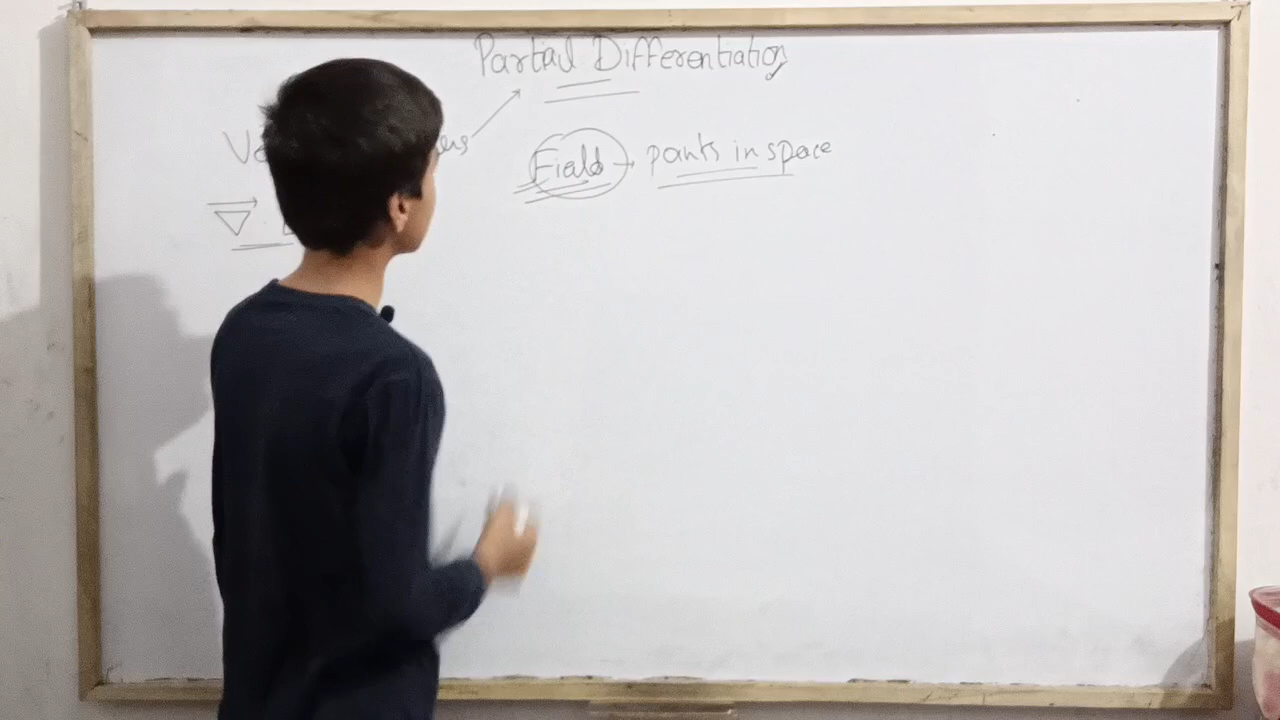 Partial Differentiation
Field → points in space
∇